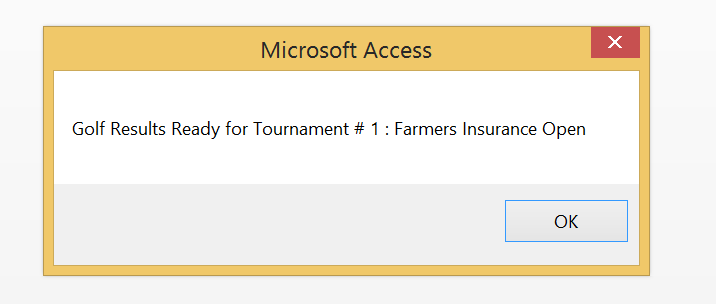 Microsoft Access
Golf Results Ready for Tournament # 1 : Farmers Insurance Open
OK